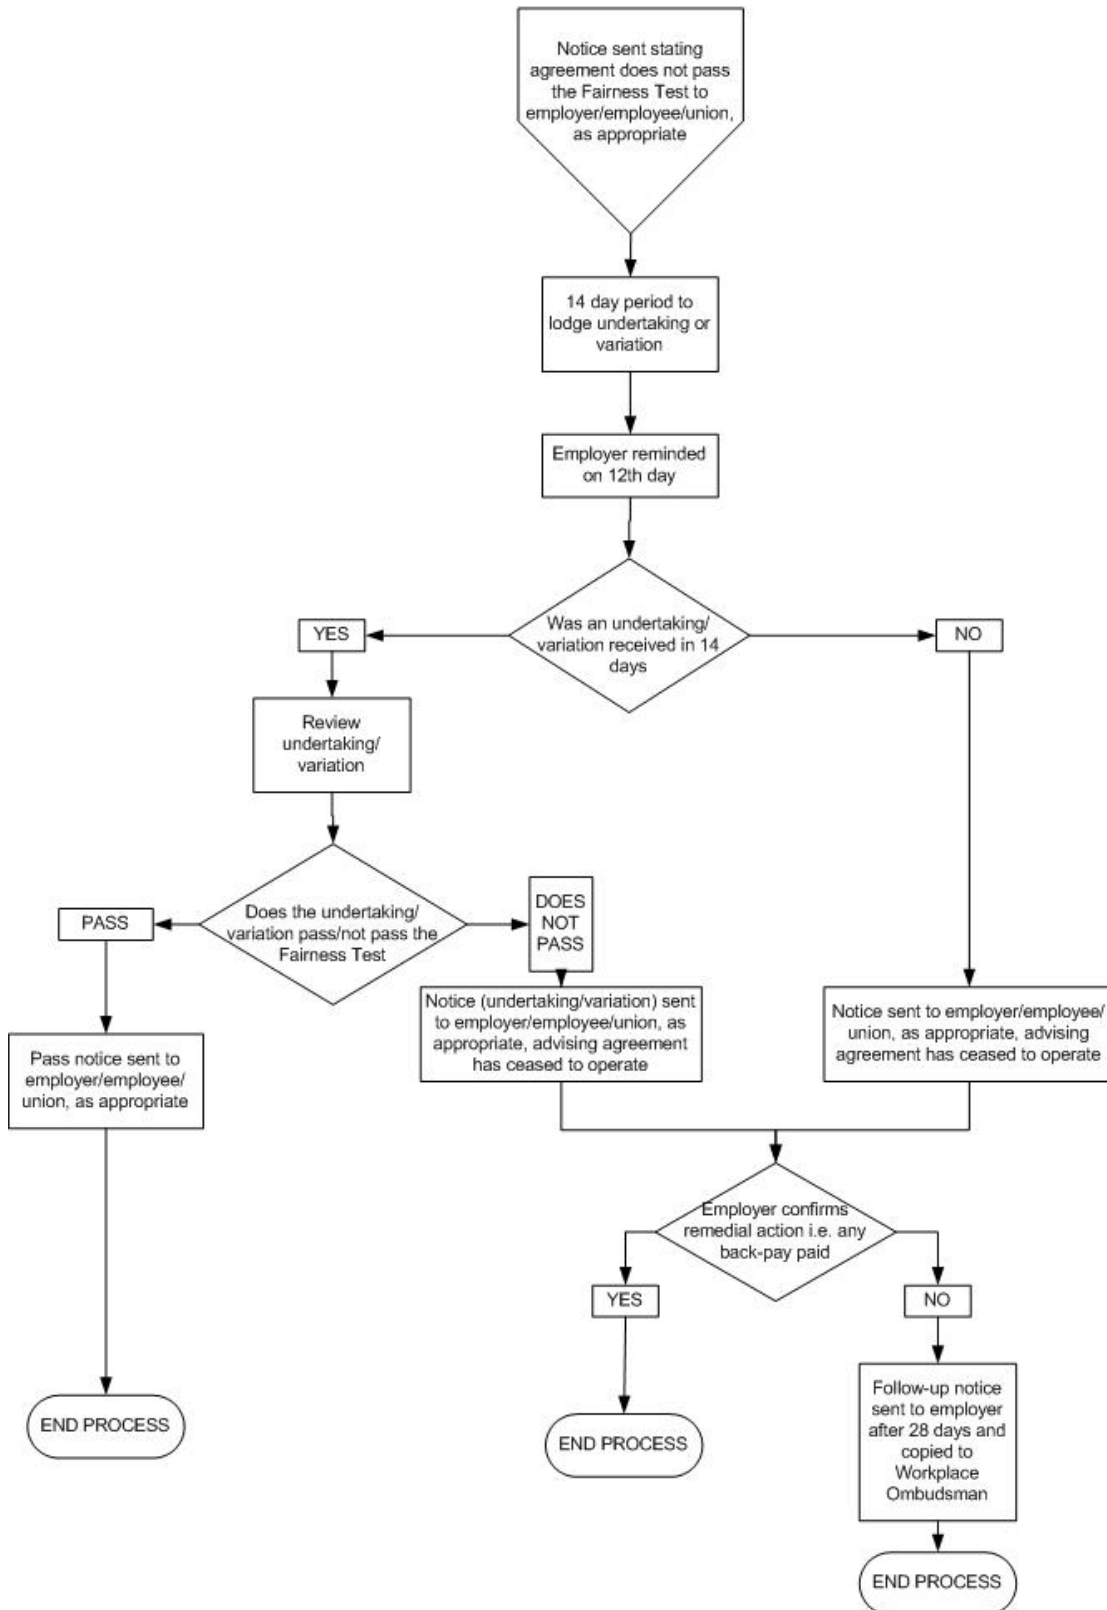 Notice sent stating
agreement does not pass
the Fairness Test to
employer/employee/union,
as appropriate
14 day period to
lodge undertaking or
variation
Employer reminded
on 12th day
Was an undertaking/
variation received in 14
days
YES
NO
Review
undertaking/
variation
Does the undertaking/
variation pass/not pass the
Fairness Test
PASS
DOES
NOT
PASS
Pass notice sent to
employer/employee/
union, as appropriate
Notice (undertaking/variation) sent
to employer/employee/union, as
appropriate, advising agreement
has ceased to operate
Notice sent to employer/employee/
union, as appropriate, advising
agreement has ceased to operate
Employer confirms
remedial action i.e. any
back-pay paid
YES
NO
END PROCESS
END PROCESS
Follow-up notice
sent to employer
after 28 days and
copied to
Workplace
Ombudsman
END PROCESS